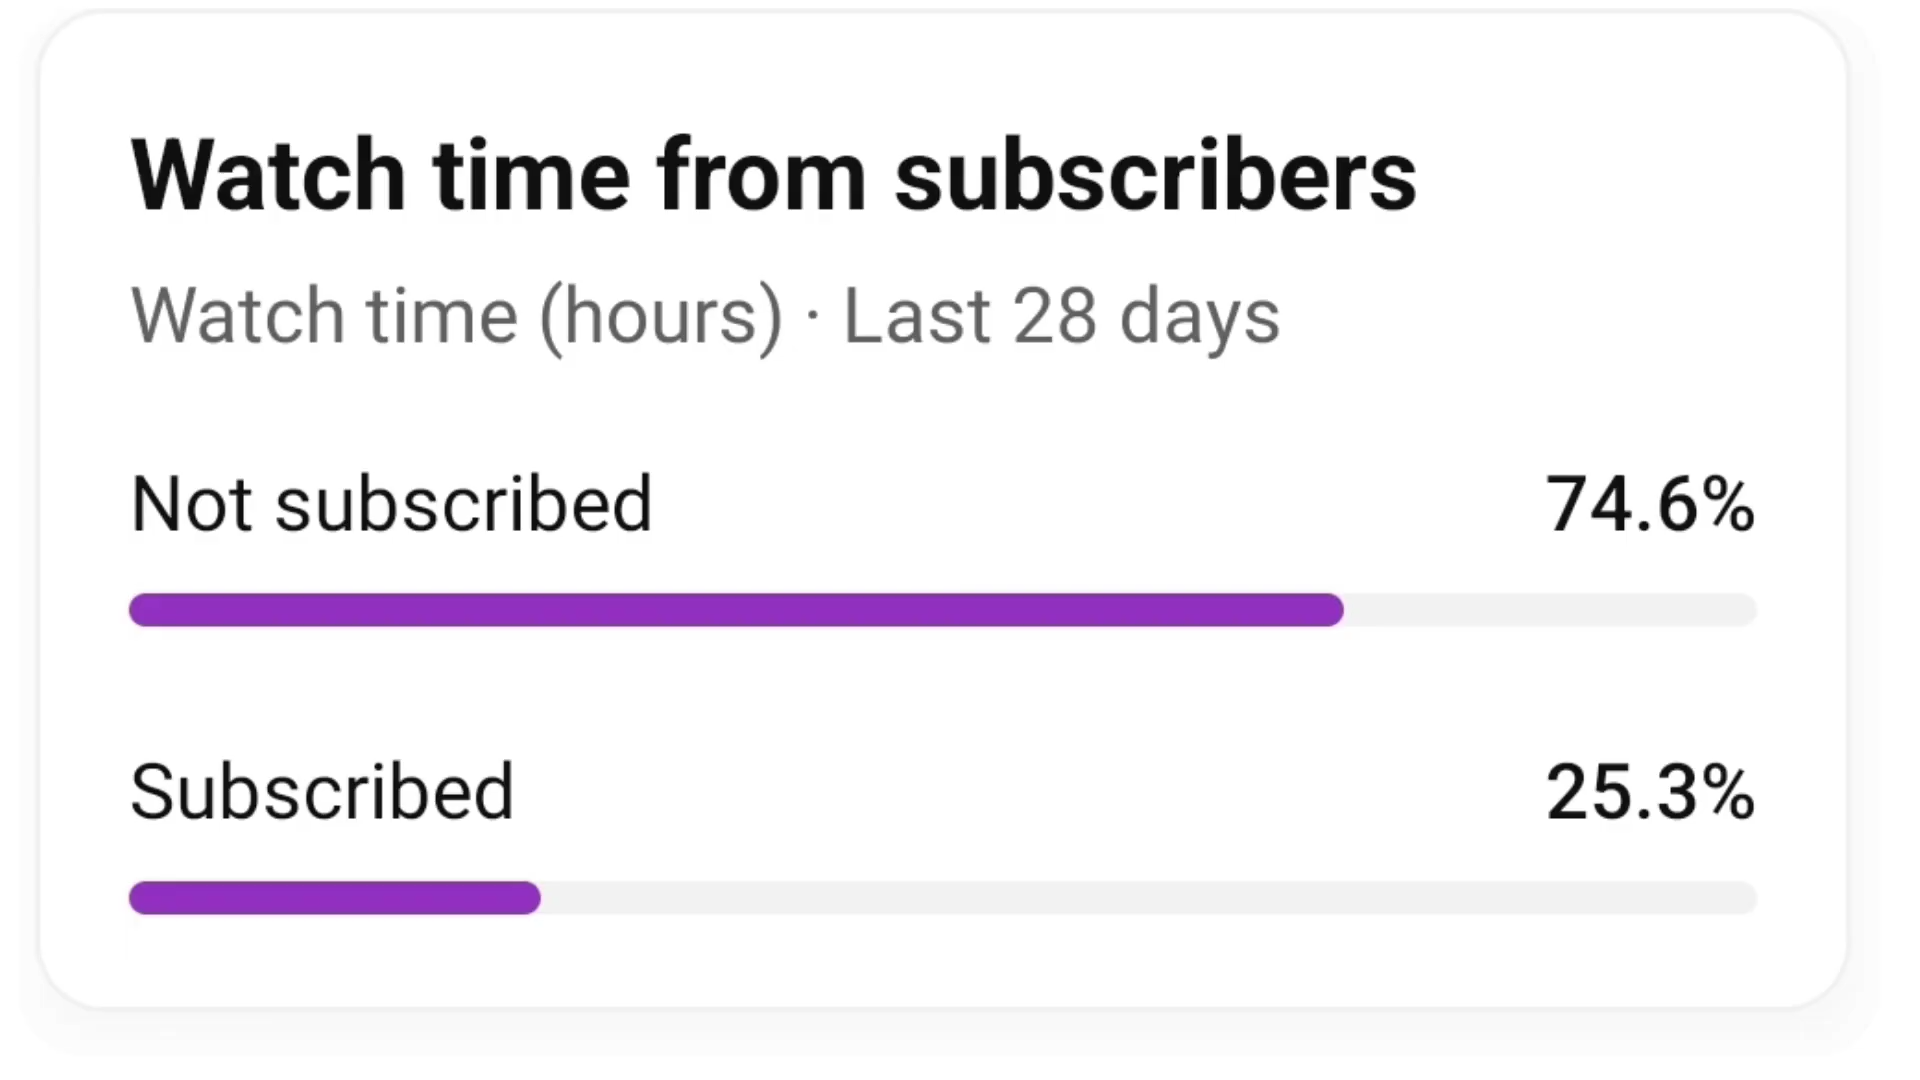 Watch time from subscribers
Watch time (hours) · Last 28 days
Not subscribed 74.6%
Subscribed 25.3%